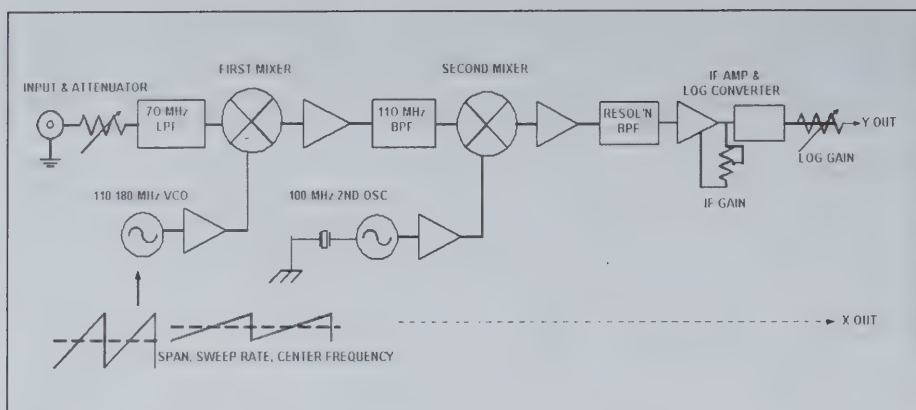 FIRST MIXER
SECOND MIXER
IF AMP &
LOG CONVERTER
INPUT & ATTENUATOR
70 MHz
LPF
110 MHz
BPF
RESOL'N
BPF
Y OUT
LOG GAIN
IF GAIN
110 180 MHz VCO
100 MHz 2ND OSC
X OUT
SPAN, SWEEP RATE, CENTER FREQUENCY